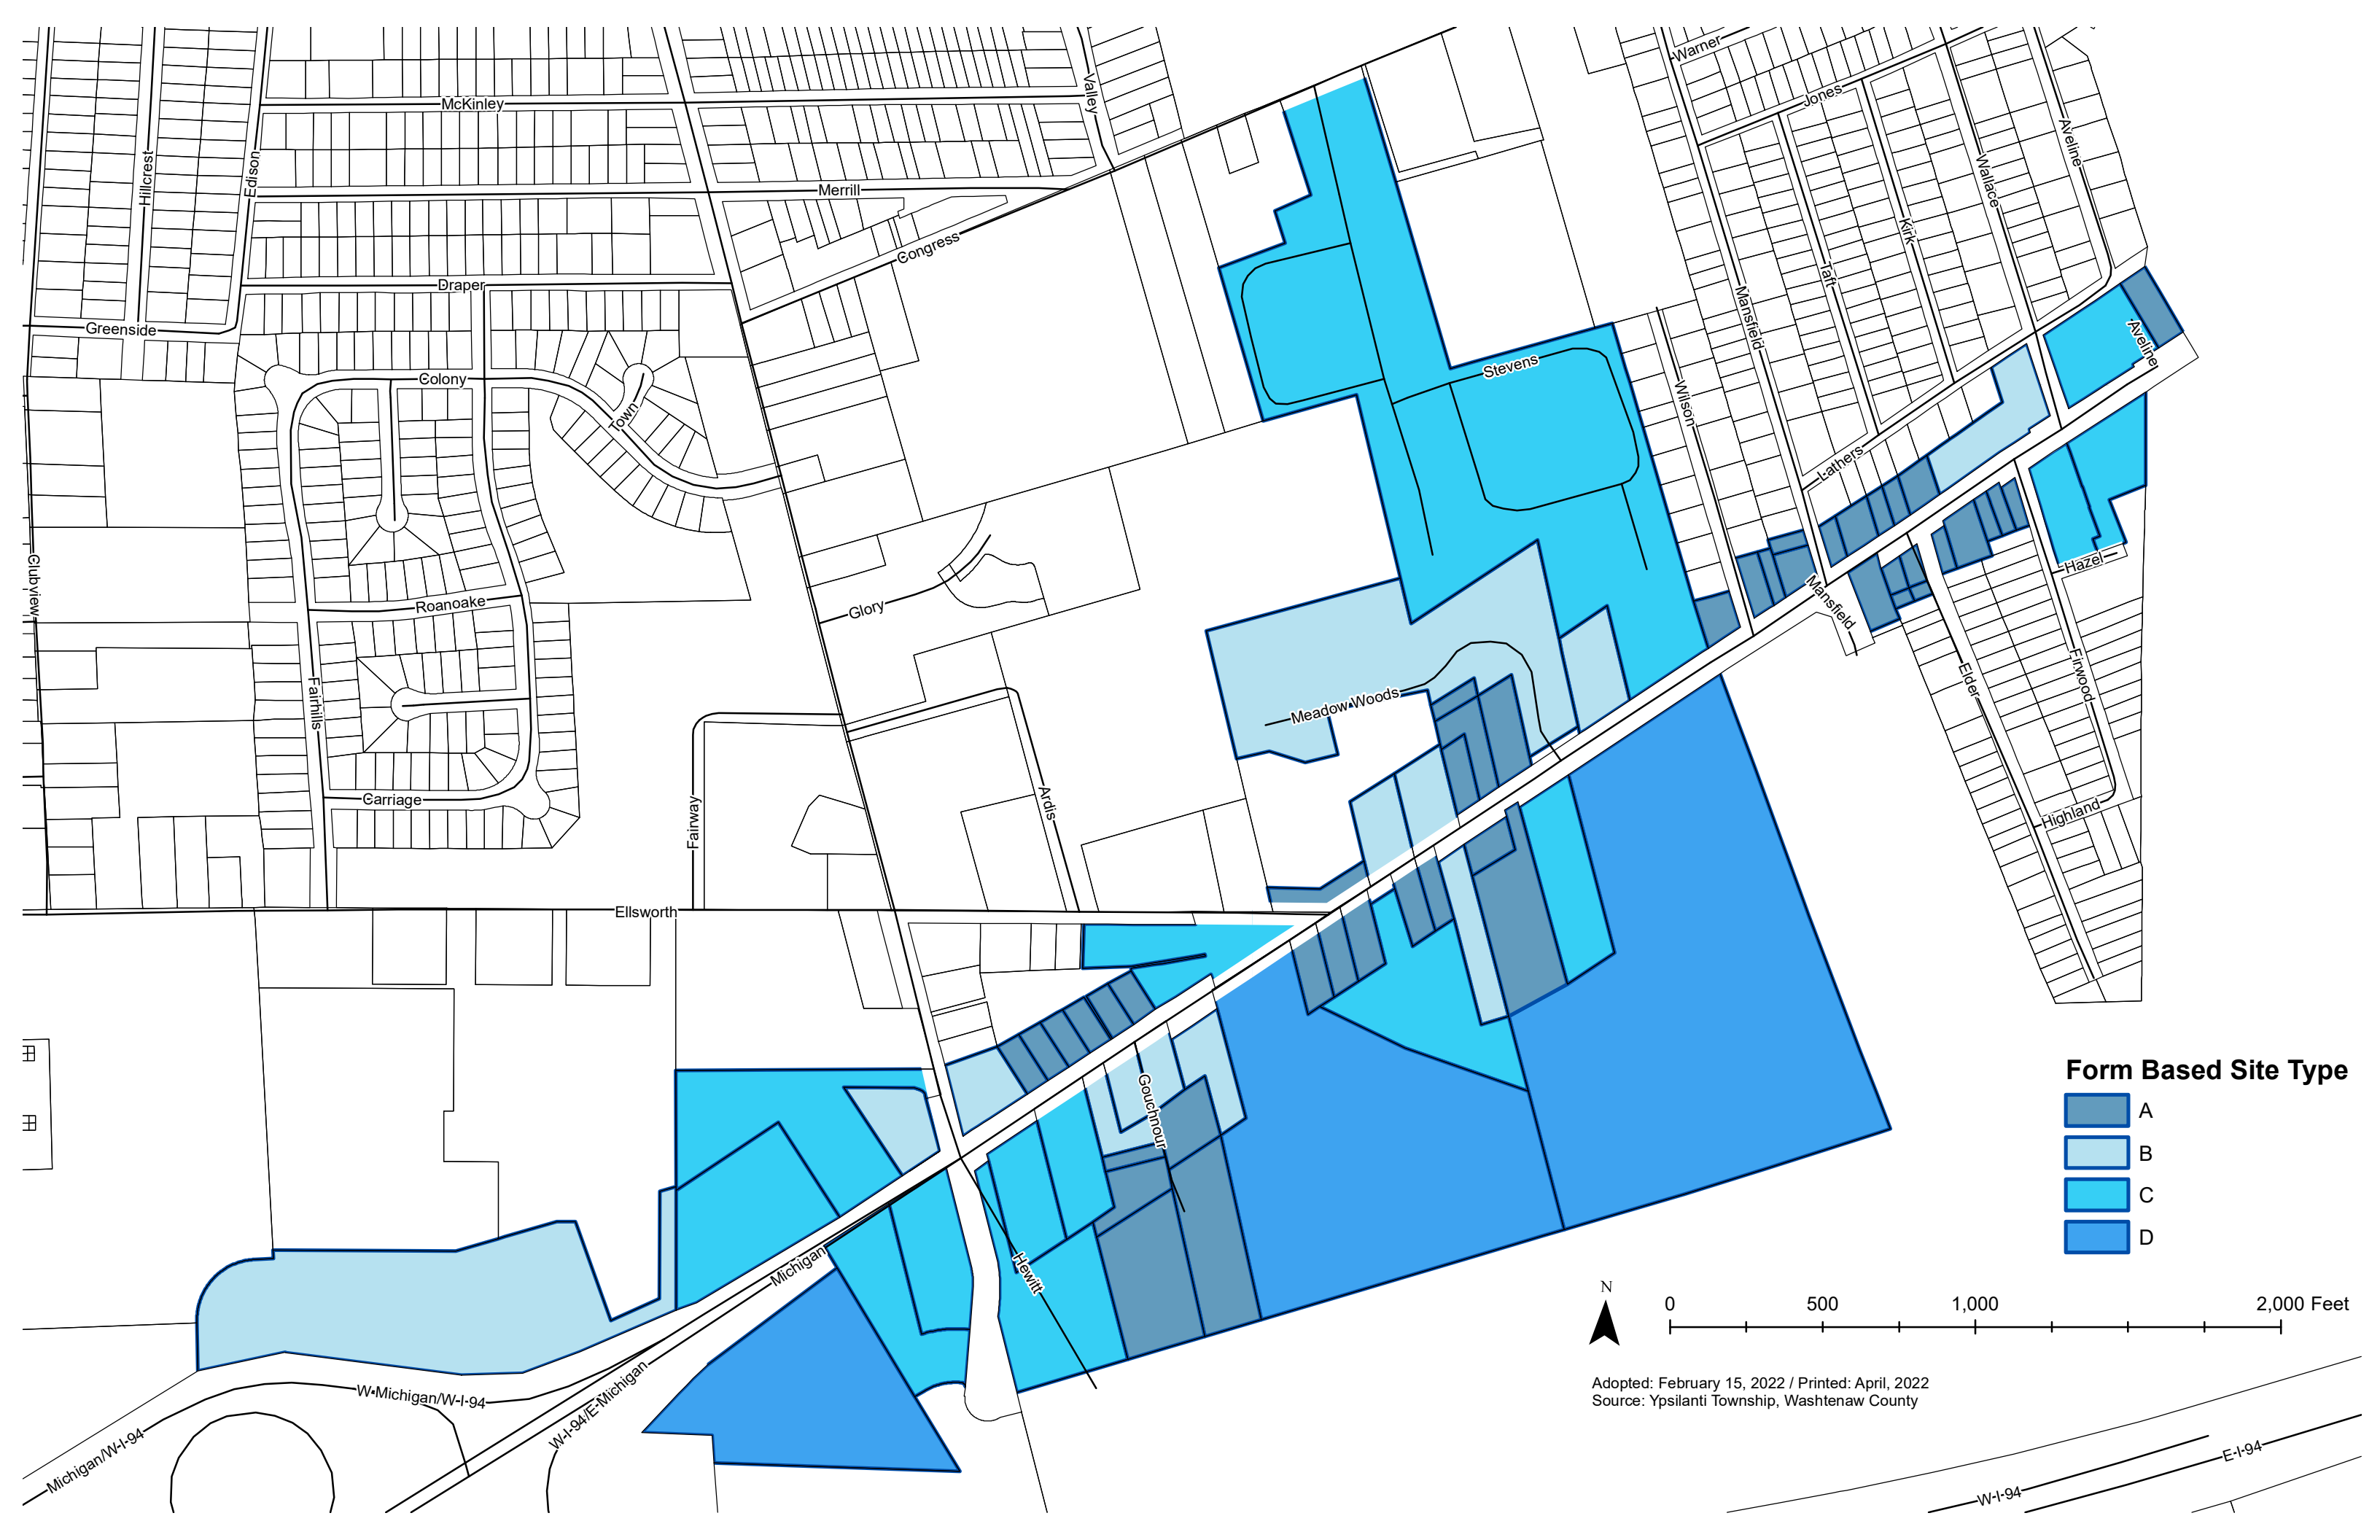 Warner
McKinley
Valley
Jones
Hillcrest
Edison
Aveline
Wallace
Merrill
Kirk
Congress
Taft
Draper
Mansfield
Greenside
Aveline
Colony
Stevens
Town
Wilson
Lathers
Clubview
Hazel
Roanoake
Glory
Mansfield
Fairhills
Meadow Woods
Elder
Firwood
Carriage
Fairway
Ardis
Highland
Ellsworth
Gouchnour
Michigan
Hewitt
W-Michigan/W-I-94
W-I-94/E-Michigan
Michigan/W-I-94
Form Based Site Type
A
B
C
D
N
0 500 1,000 2,000 Feet
Adopted: February 15, 2022 / Printed: April, 2022
Source: Ypsilanti Township, Washtenaw County
E-I-94
W-I-94